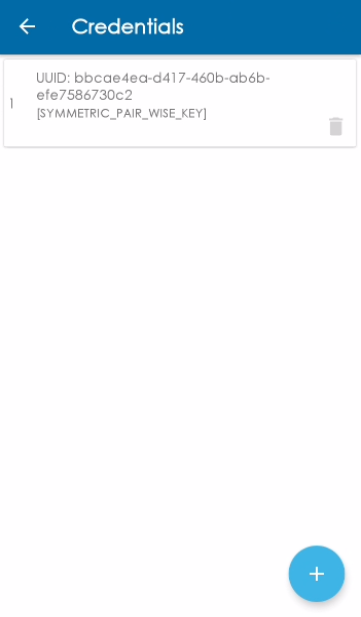 Credentials
1
UUID: bbcae4ea-d417-460b-ab6b-
efe7586730c2
[SYMMETRIC_PAIR_WISE_KEY]